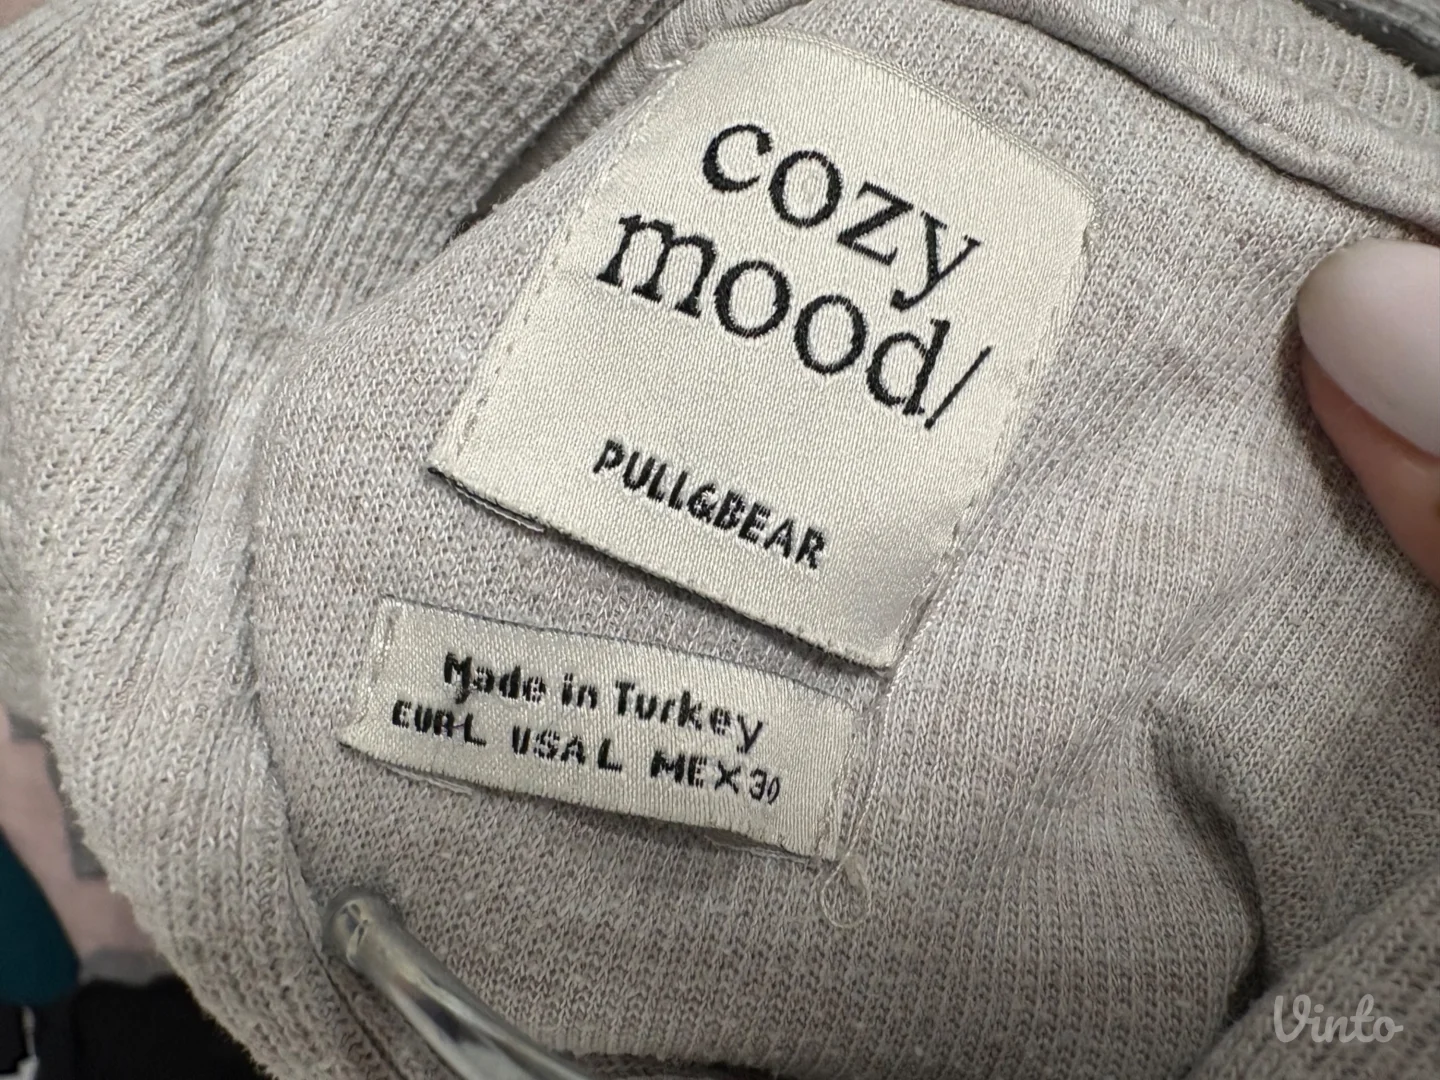 cozy
mood/
PULL&BEAR
Made in Turkey
EUR L USA L MEX 30
Vinto